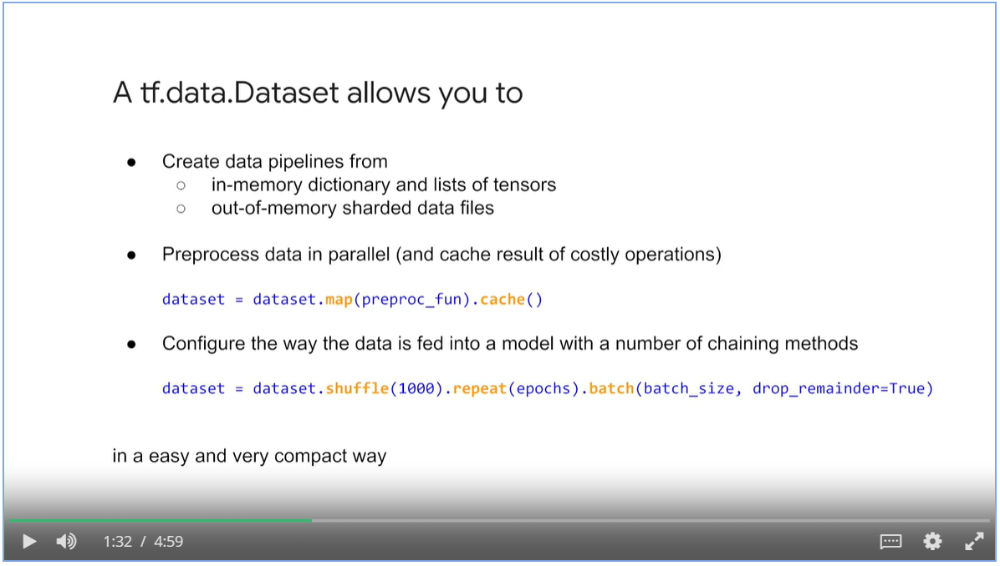 A tf.data.Dataset allows you to
● Create data pipelines from
○ in-memory dictionary and lists of tensors
○ out-of-memory sharded data files
● Preprocess data in parallel (and cache result of costly operations)
dataset = dataset.map(preproc_fun).cache()
● Configure the way the data is fed into a model with a number of chaining methods
dataset = dataset.shuffle(1000).repeat(epochs).batch(batch_size, drop_remainder=True)
in a easy and very compact way
1:32 / 4:59